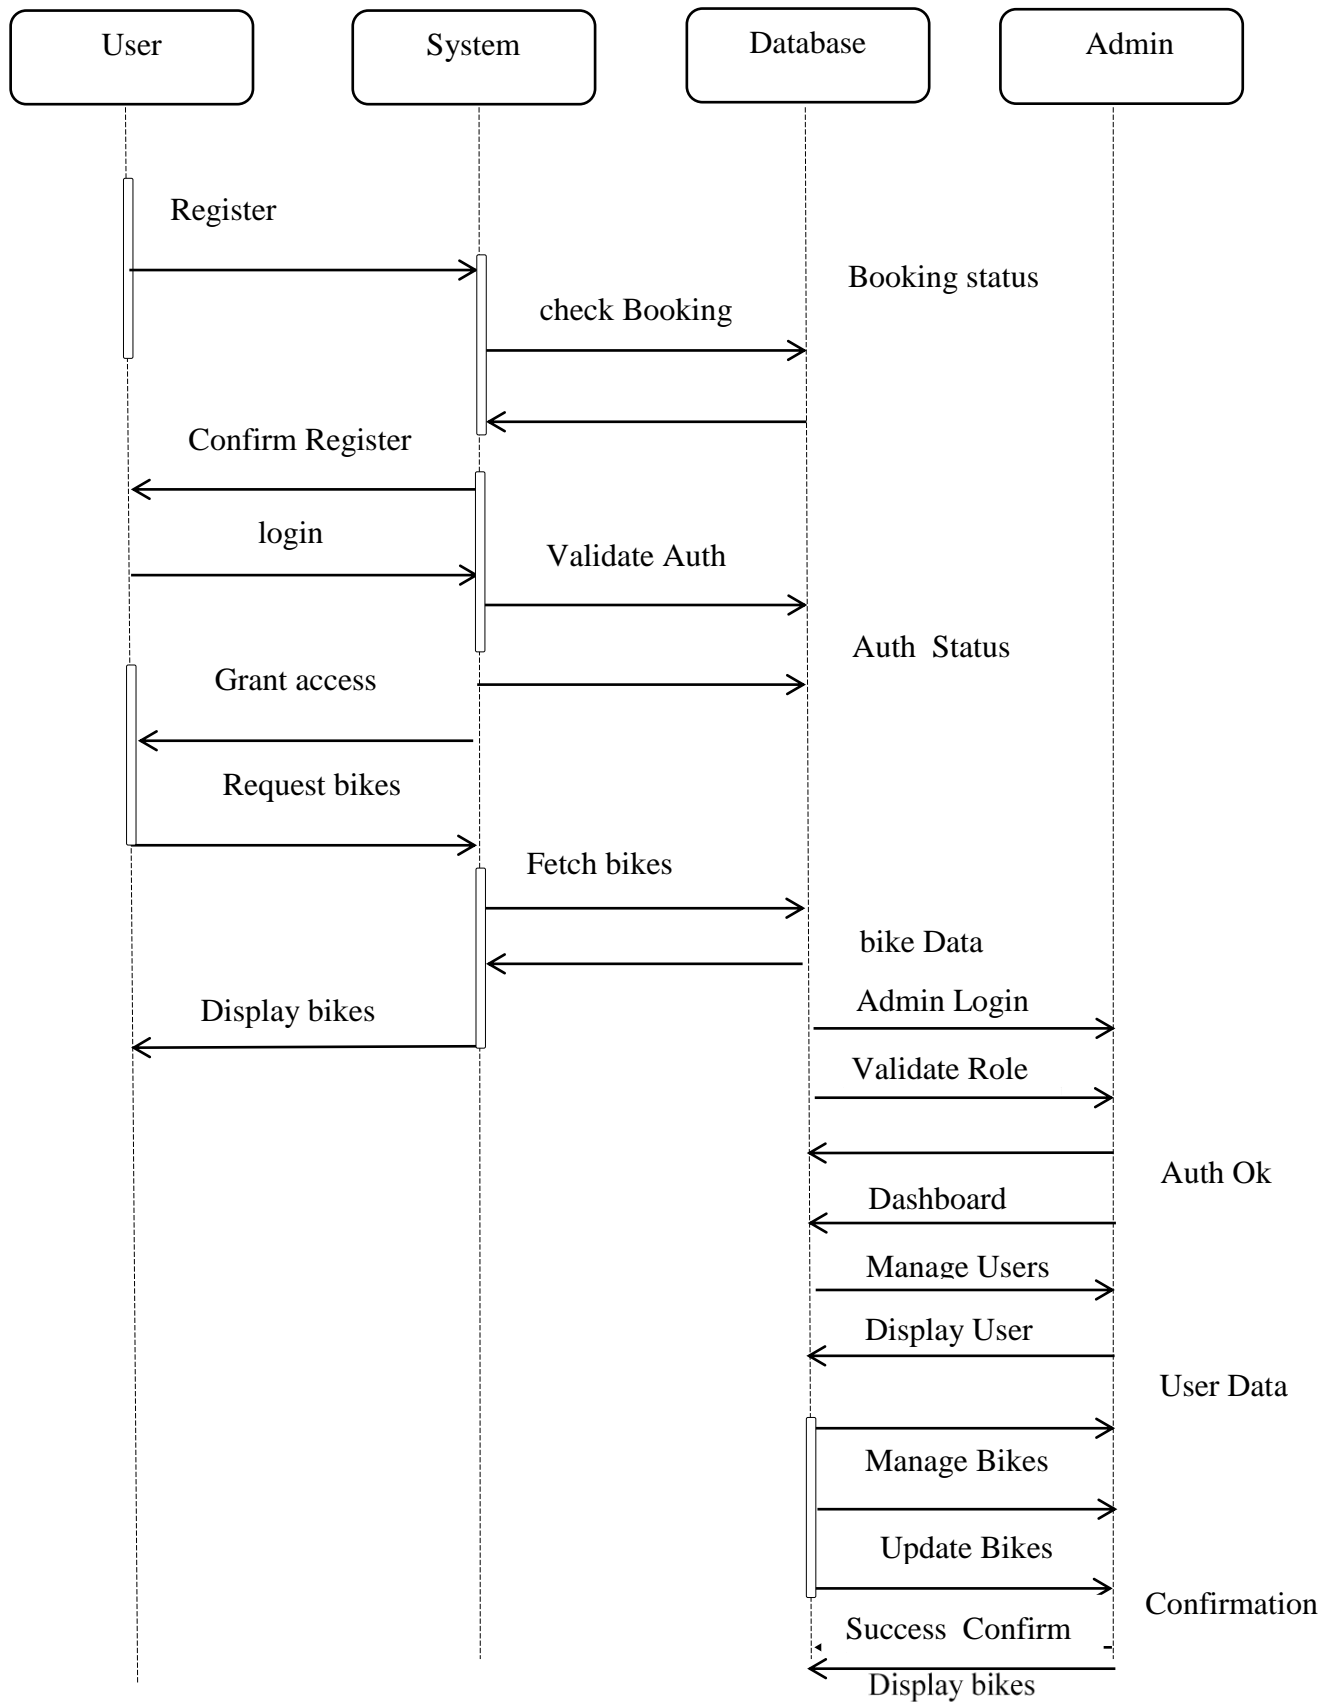 User
System
Database
Admin
Register
Booking status
check Booking
Confirm Register
login
Validate Auth
Auth  Status
Grant access
Request bikes
Fetch bikes
bike Data
Admin Login
Display bikes
Validate Role
Auth Ok
Dashboard
Manage Users
Display User
User Data
Manage Bikes
Update Bikes
Confirmation
Success  Confirm
Display bikes